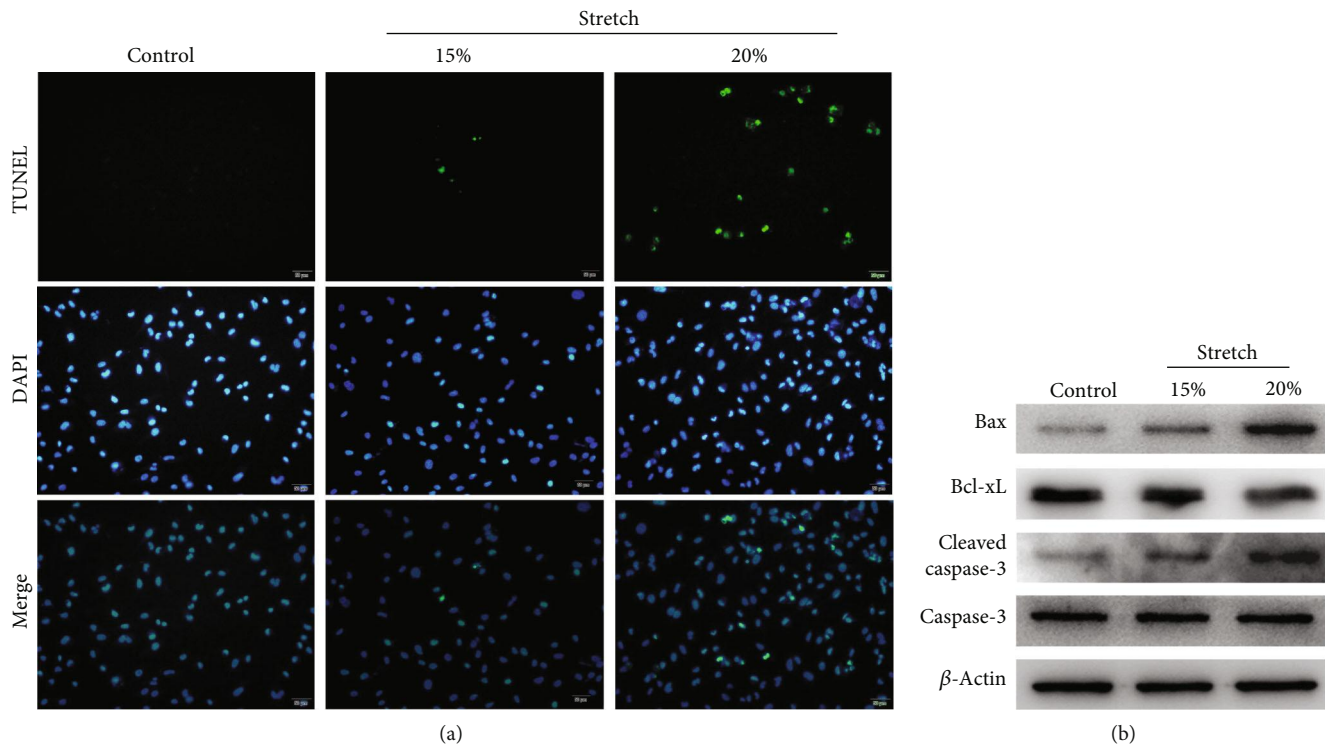 Stretch
Control 15% 20%
TUNEL
DAPI
Merge
(a)
Stretch
Control 15% 20%
Bax
Bcl-xL
Cleaved
caspase-3
Caspase-3
β-Actin
(b)